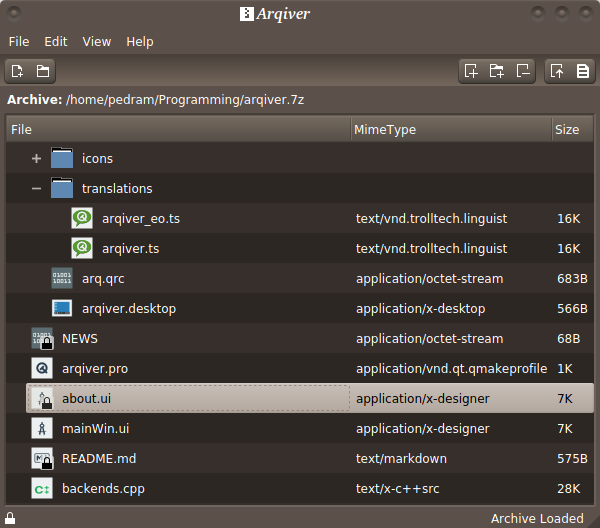 Arqiver
File Edit View Help
Archive: /home/pedram/Programming/arqiver.7z
File MimeType Size
icons
translations
arqiver_eo.ts text/vnd.trolltech.linguist 16K
arqiver.ts text/vnd.trolltech.linguist 16K
arq.qrc application/octet-stream 683B
arqiver.desktop application/x-desktop 566B
NEWS application/octet-stream 68B
arqiver.pro application/vnd.qt.qmakeprofile 1K
about.ui application/x-designer 7K
mainWin.ui application/x-designer 7K
README.md text/markdown 575B
backends.cpp text/x-c++src 28K
Archive Loaded